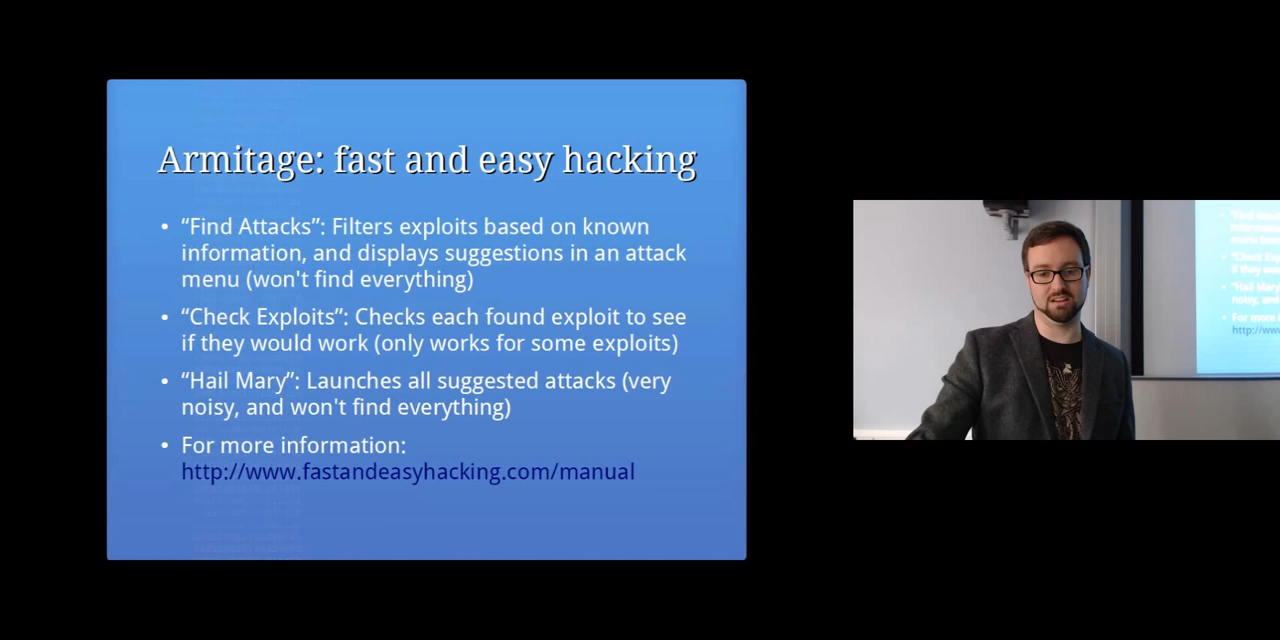 Armitage: fast and easy hacking
• “Find Attacks”: Filters exploits based on known
information, and displays suggestions in an attack
menu (won't find everything)
• “Check Exploits”: Checks each found exploit to see
if they would work (only works for some exploits)
• “Hail Mary”: Launches all suggested attacks (very
noisy, and won't find everything)
• For more information:
http://www.fastandeasyhacking.com/manual